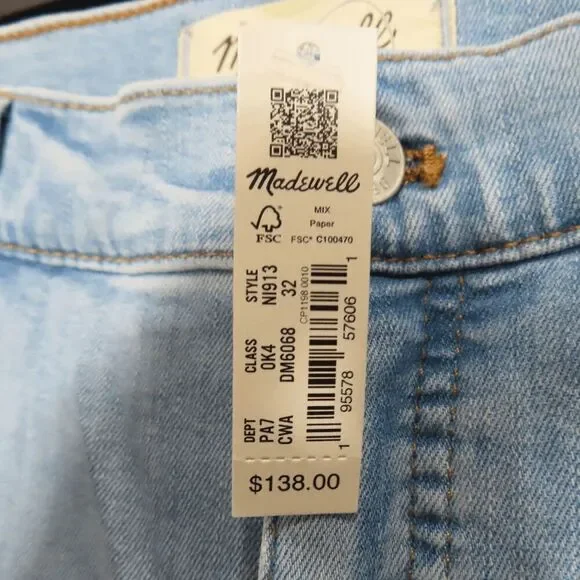 Madewell
MIX
Paper
FSC
FSC® C100470
DEPT CLASS STYLE
PA7 0K4 NI913
CWA DM6068 32
CP1198 0010
1 95578 57606 1
$138.00